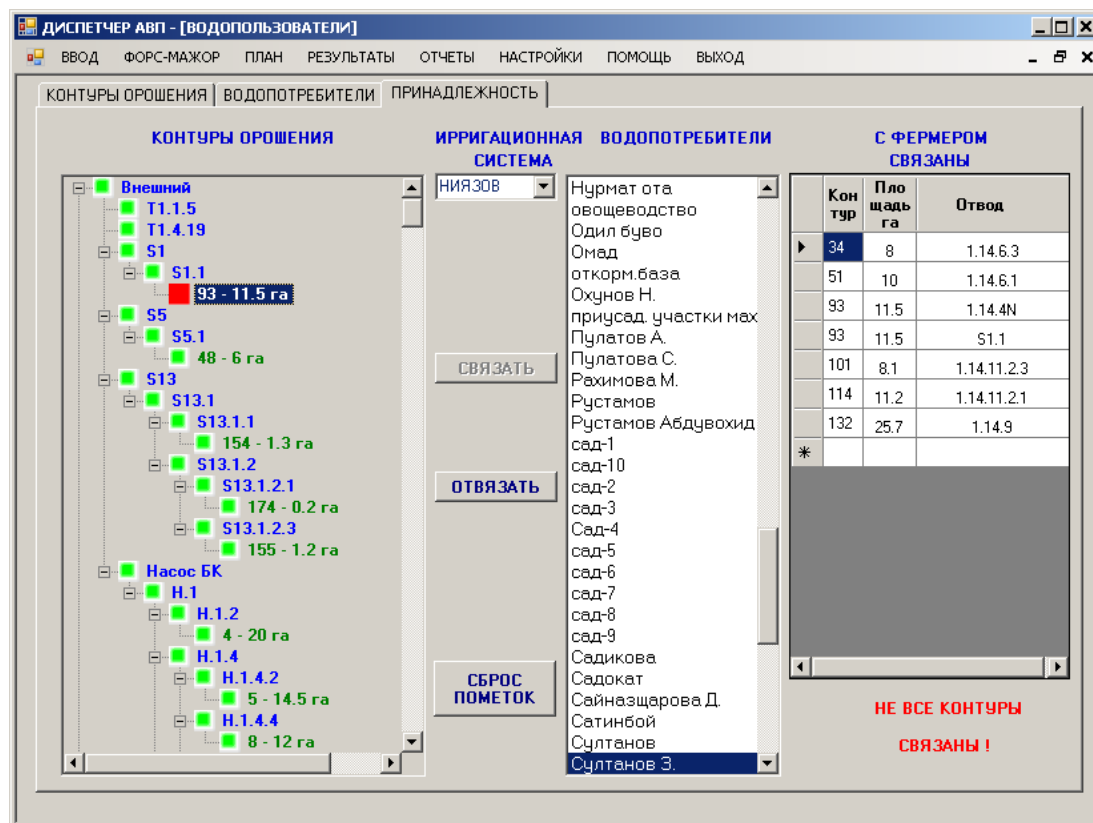 ДИСПЕТЧЕР АВП - [ВОДОПОЛЬЗОВАТЕЛИ]
ВВОД ФОРС-МАЖОР ПЛАН РЕЗУЛЬТАТЫ ОТЧЕТЫ НАСТРОЙКИ ПОМОЩЬ ВЫХОД
КОНТУРЫ ОРОШЕНИЯ ВОДОПОТРЕБИТЕЛИ ПРИНАДЛЕЖНОСТЬ
КОНТУРЫ ОРОШЕНИЯ
Внешний
T1.1.5
T1.4.19
S1
S1.1
93 - 11.5 га
S5
S5.1
48 - 6 га
S13
S13.1
S13.1.1
154 - 1.3 га
S13.1.2
S13.1.2.1
174 - 0.2 га
S13.1.2.3
155 - 1.2 га
Насос БК
Н.1
Н.1.2
4 - 20 га
Н.1.4
Н.1.4.2
5 - 14.5 га
Н.1.4.4
8 - 12 га
ИРРИГАЦИОННАЯ
СИСТЕМА
НИЯЗОВ
СВЯЗАТЬ
ОТВЯЗАТЬ
СБРОС
ПОМЕТОК
ВОДОПОТРЕБИТЕЛИ
Нурмат ота
овощеводство
Одил буво
Омад
откорм.база
Охунов Н.
приусад. участки мах
Пулатов А.
Пулатова С.
Рахимова М.
Рустамов
Рустамов Абдувохид
сад-1
сад-10
сад-2
сад-3
Сад-4
сад-5
сад-6
сад-7
сад-8
сад-9
Садикова
Садокат
Сайназщарова Д.
Сатинбой
Султанов
Султанов З.
С ФЕРМЕРОМ
СВЯЗАНЫ
Кон
тур
Пло
щадь
га
Отвод
34 8 1.14.6.3
51 10 1.14.6.1
93 11.5 1.14.4N
93 11.5 S1.1
101 8.1 1.14.11.2.3
114 11.2 1.14.11.2.1
132 25.7 1.14.9
НЕ ВСЕ КОНТУРЫ
СВЯЗАНЫ !